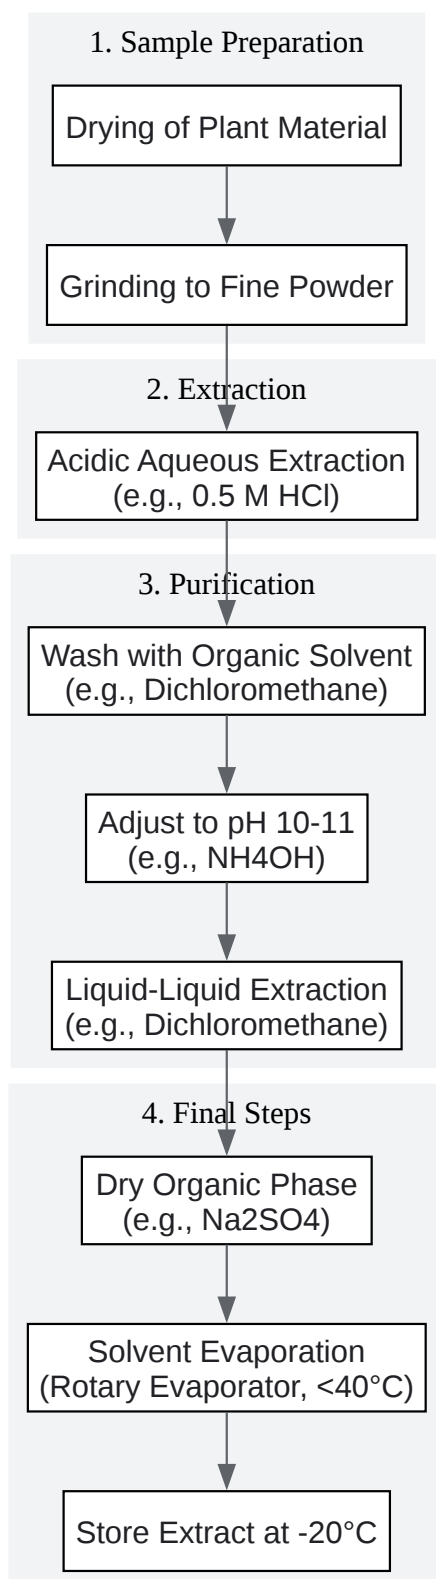 1. Sample Preparation
Drying of Plant Material
Grinding to Fine Powder
2. Extraction
Acidic Aqueous Extraction
(e.g., 0.5 M HCl)
3. Purification
Wash with Organic Solvent
(e.g., Dichloromethane)
Adjust to pH 10-11
(e.g., NH4OH)
Liquid-Liquid Extraction
(e.g., Dichloromethane)
4. Final Steps
Dry Organic Phase
(e.g., Na2SO4)
Solvent Evaporation
(Rotary Evaporator, <40°C)
Store Extract at -20°C